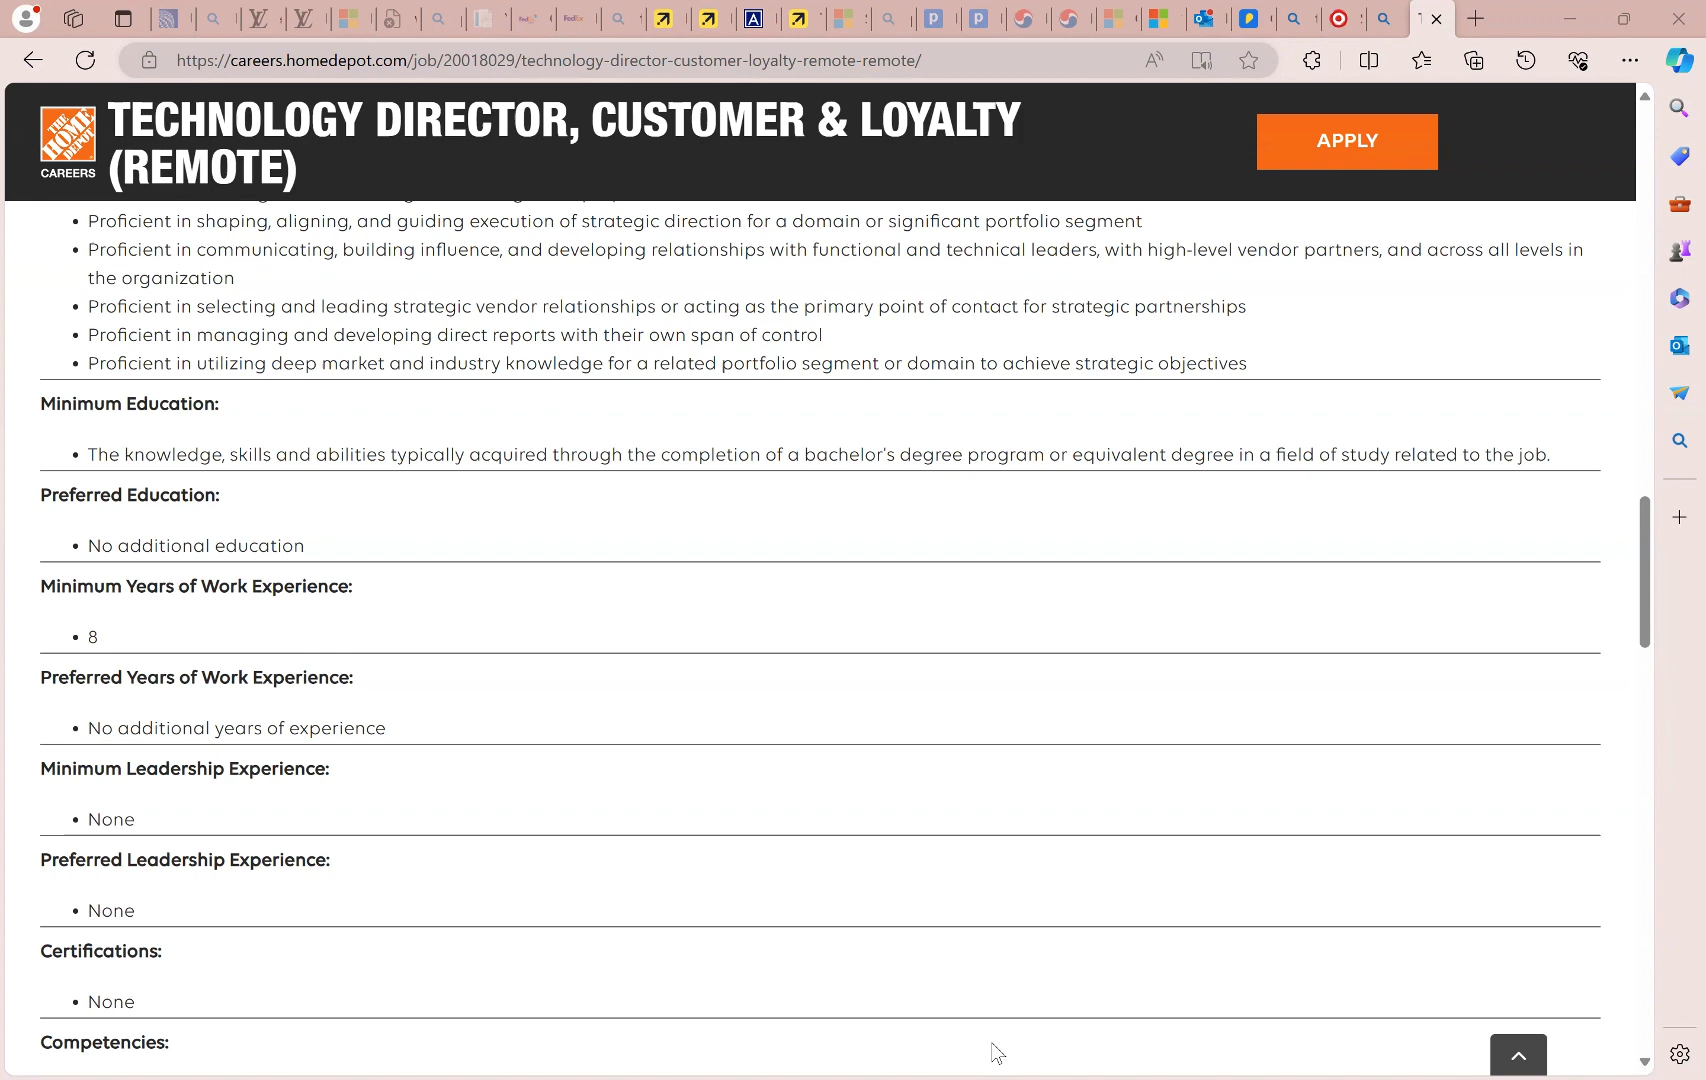 https://careers.homedepot.com/job/20018029/technology-director-customer-loyalty-remote-remote/
THE HOME DEPOT
CAREERS
TECHNOLOGY DIRECTOR, CUSTOMER & LOYALTY
(REMOTE)
APPLY
• Proficient in shaping, aligning, and guiding execution of strategic direction for a domain or significant portfolio segment
• Proficient in communicating, building influence, and developing relationships with functional and technical leaders, with high-level vendor partners, and across all levels in
the organization
• Proficient in selecting and leading strategic vendor relationships or acting as the primary point of contact for strategic partnerships
• Proficient in managing and developing direct reports with their own span of control
• Proficient in utilizing deep market and industry knowledge for a related portfolio segment or domain to achieve strategic objectives
Minimum Education:
• The knowledge, skills and abilities typically acquired through the completion of a bachelor's degree program or equivalent degree in a field of study related to the job.
Preferred Education:
• No additional education
Minimum Years of Work Experience:
• 8
Preferred Years of Work Experience:
• No additional years of experience
Minimum Leadership Experience:
• None
Preferred Leadership Experience:
• None
Certifications:
• None
Competencies: